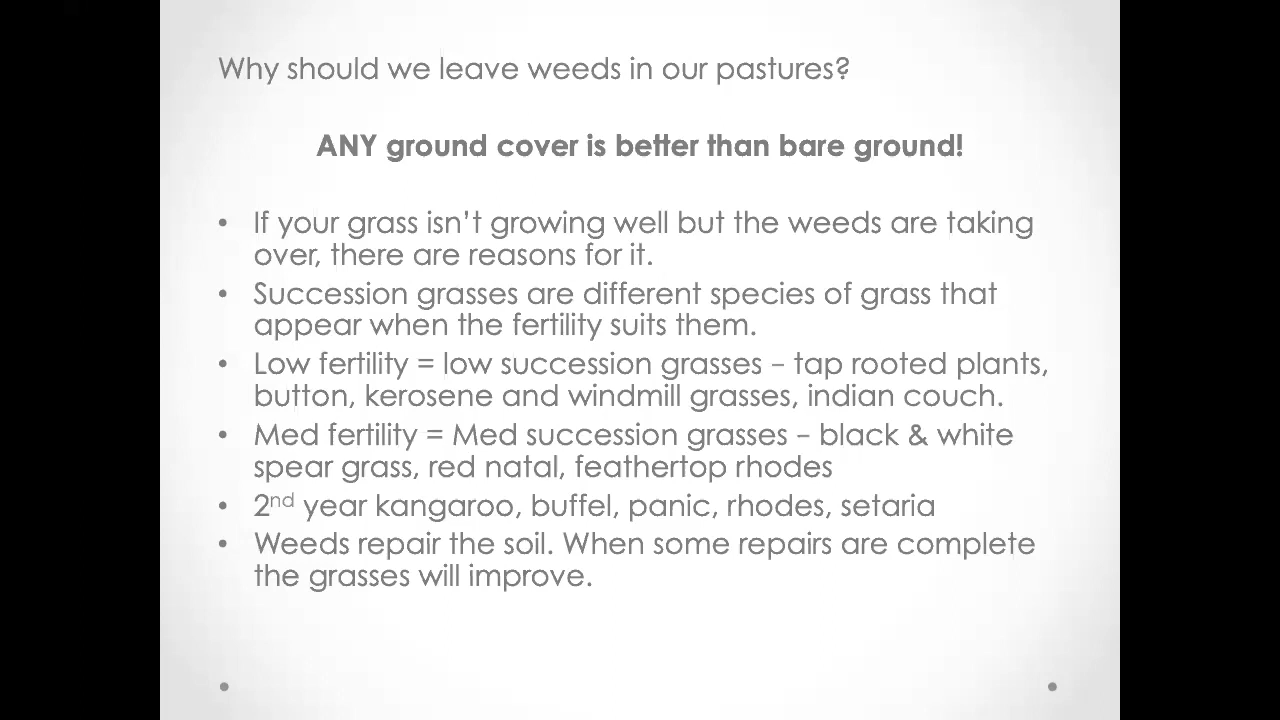 Why should we leave weeds in our pastures?
ANY ground cover is better than bare ground!
• If your grass isn’t growing well but the weeds are taking
over, there are reasons for it.
• Succession grasses are different species of grass that
appear when the fertility suits them.
• Low fertility = low succession grasses – tap rooted plants,
button, kerosene and windmill grasses, indian couch.
• Med fertility = Med succession grasses – black & white
spear grass, red natal, feathertop rhodes
• 2nd year kangaroo, buffel, panic, rhodes, setaria
• Weeds repair the soil. When some repairs are complete
the grasses will improve.